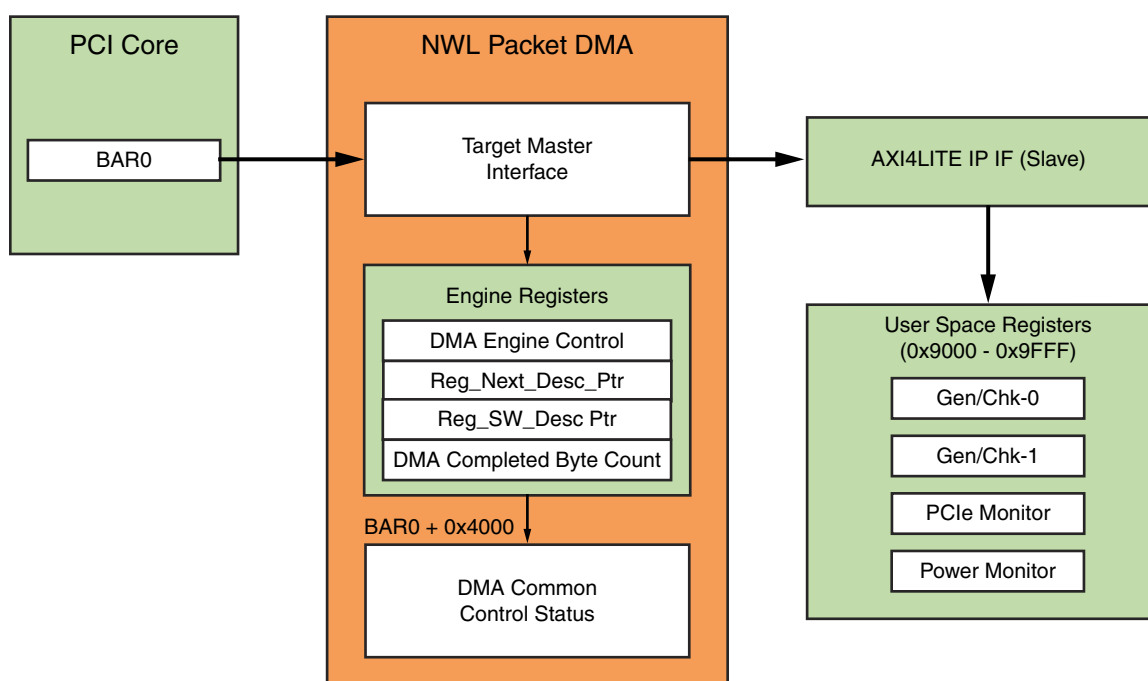 PCI Core
BAR0
NWL Packet DMA
Target Master
Interface
Engine Registers
DMA Engine Control
Reg_Next_Desc_Ptr
Reg_SW_Desc Ptr
DMA Completed Byte Count
BAR0 + 0x4000
DMA Common
Control Status
AXI4LITE IP IF (Slave)
User Space Registers
(0x9000 - 0x9FFF)
Gen/Chk-0
Gen/Chk-1
PCIe Monitor
Power Monitor